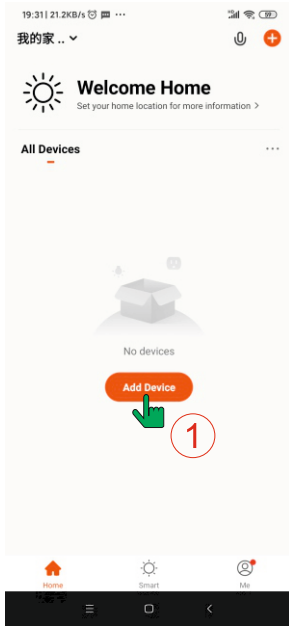 19:31 | 21.2KB/s ···
59
我的家 .. 
Welcome Home
Set your home location for more information >
All Devices
···
No devices
Add Device
1
Home
Smart
Me